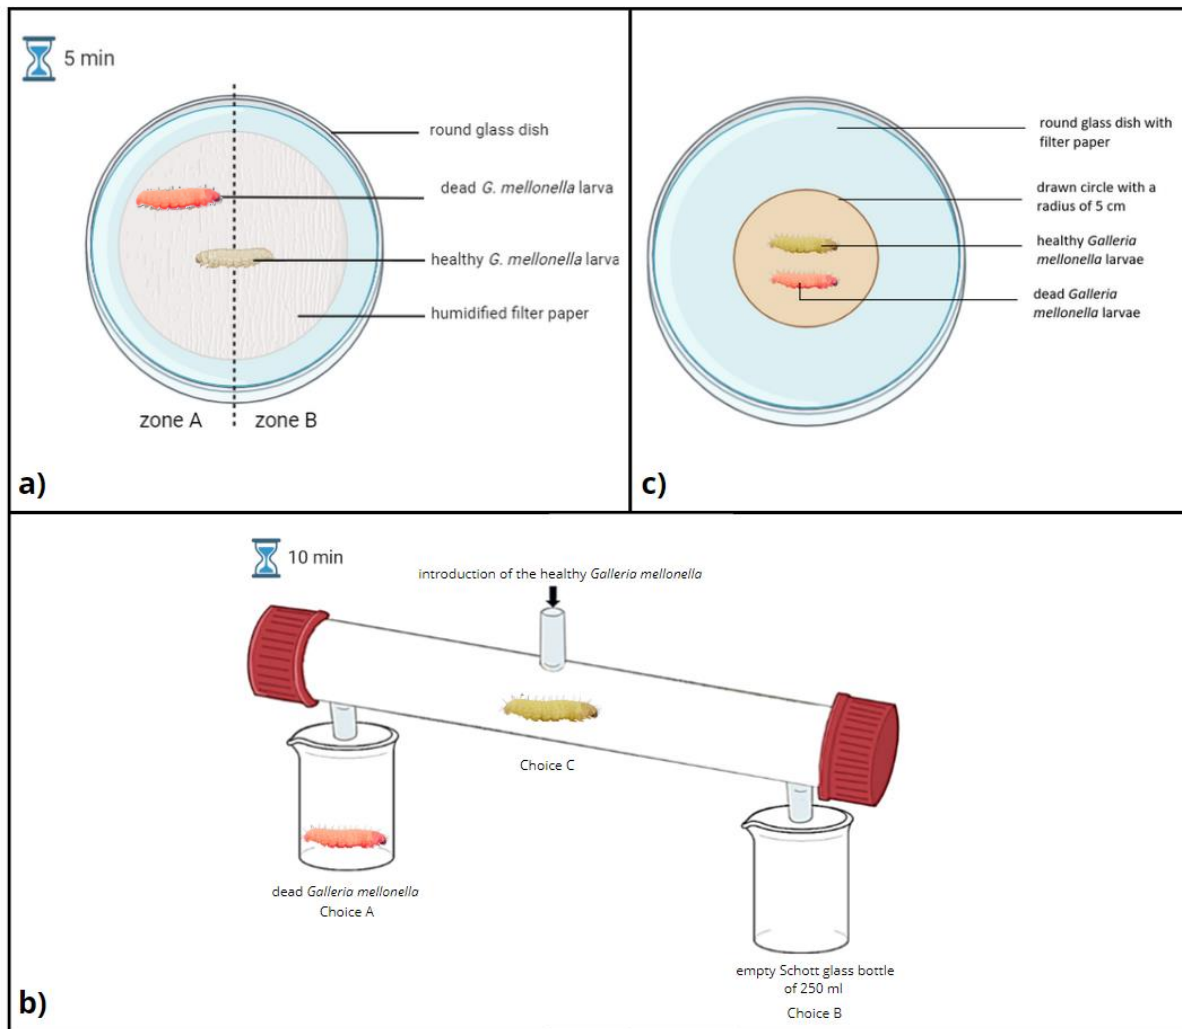 5 min
round glass dish
dead G. mellonella larva
healthy G. mellonella larva
humidified filter paper
zone A
zone B
a)
round glass dish with
filter paper
drawn circle with a
radius of 5 cm
healthy Galleria
mellonella larvae
dead Galleria
mellonella larvae
c)
10 min
introduction of the healthy Galleria mellonella
Choice C
dead Galleria mellonella
Choice A
empty Schott glass bottle
of 250 ml
Choice B
b)